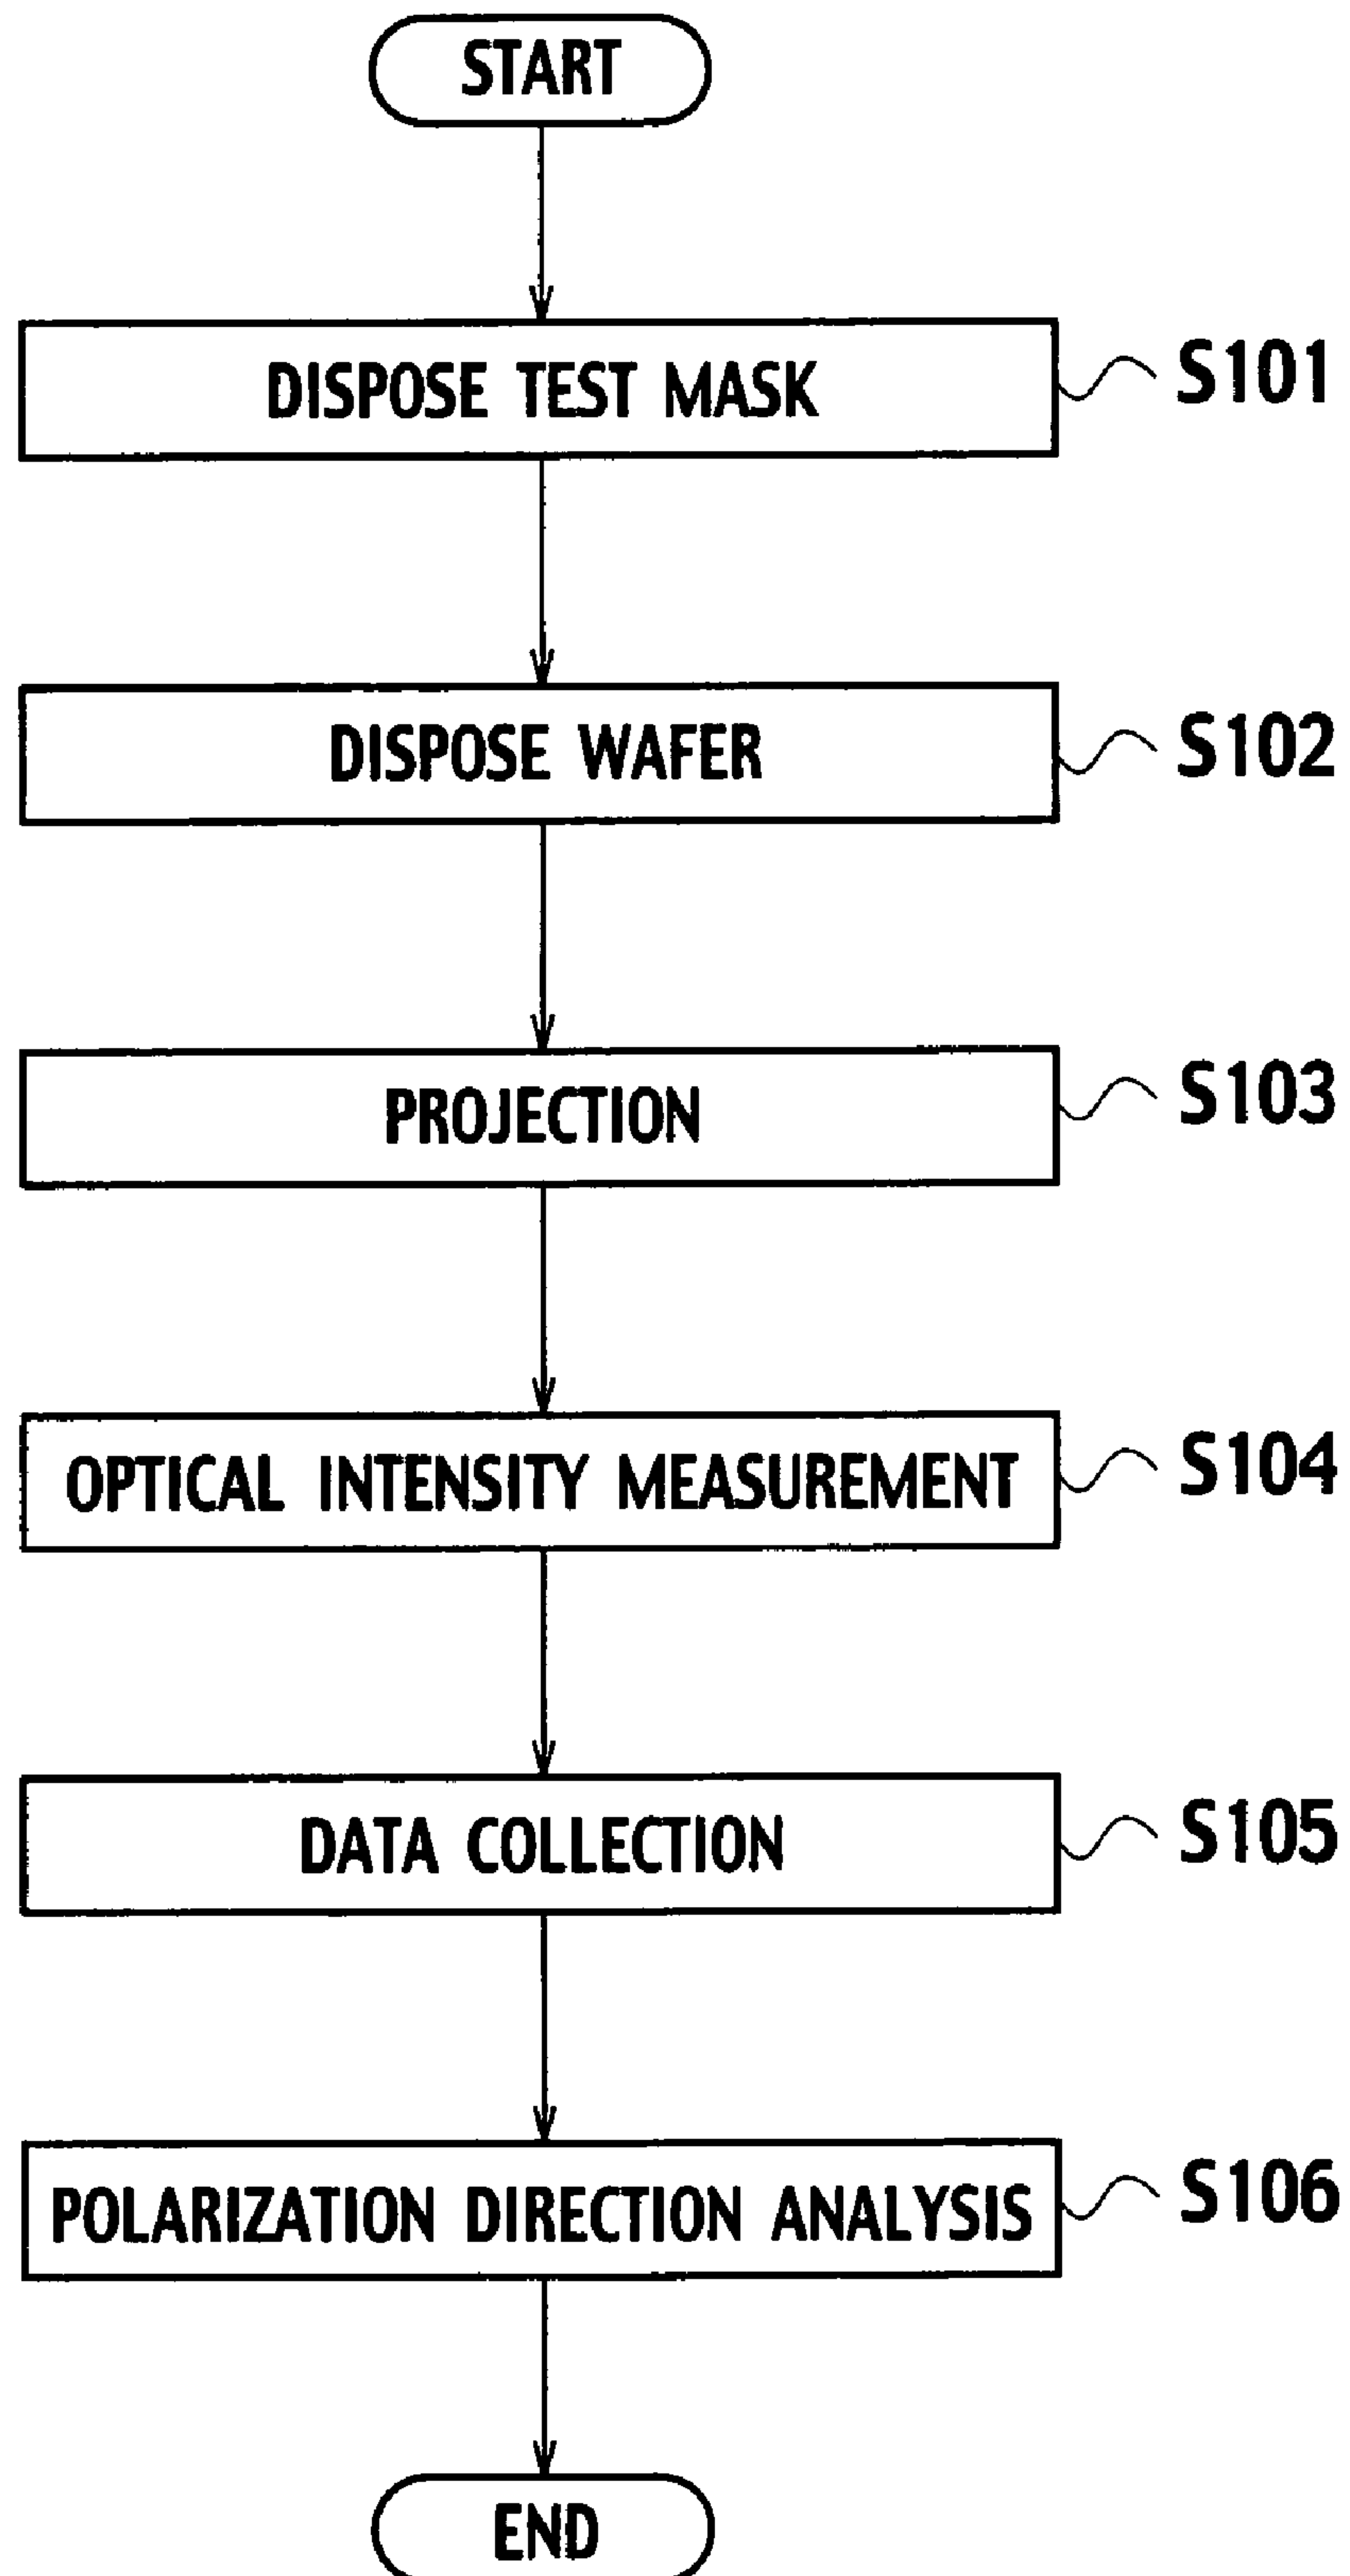 START
DISPOSE TEST MASK S101
DISPOSE WAFER S102
PROJECTION S103
OPTICAL INTENSITY MEASUREMENT S104
DATA COLLECTION S105
POLARIZATION DIRECTION ANALYSIS S106
END